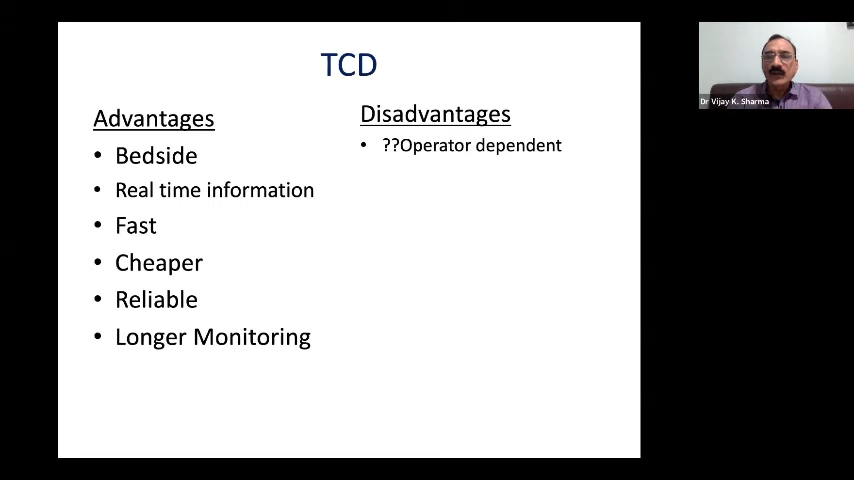 TCD
Advantages
• Bedside
• Real time information
• Fast
• Cheaper
• Reliable
• Longer Monitoring
Disadvantages
• ??Operator dependent
Dr Vijay K. Sharma